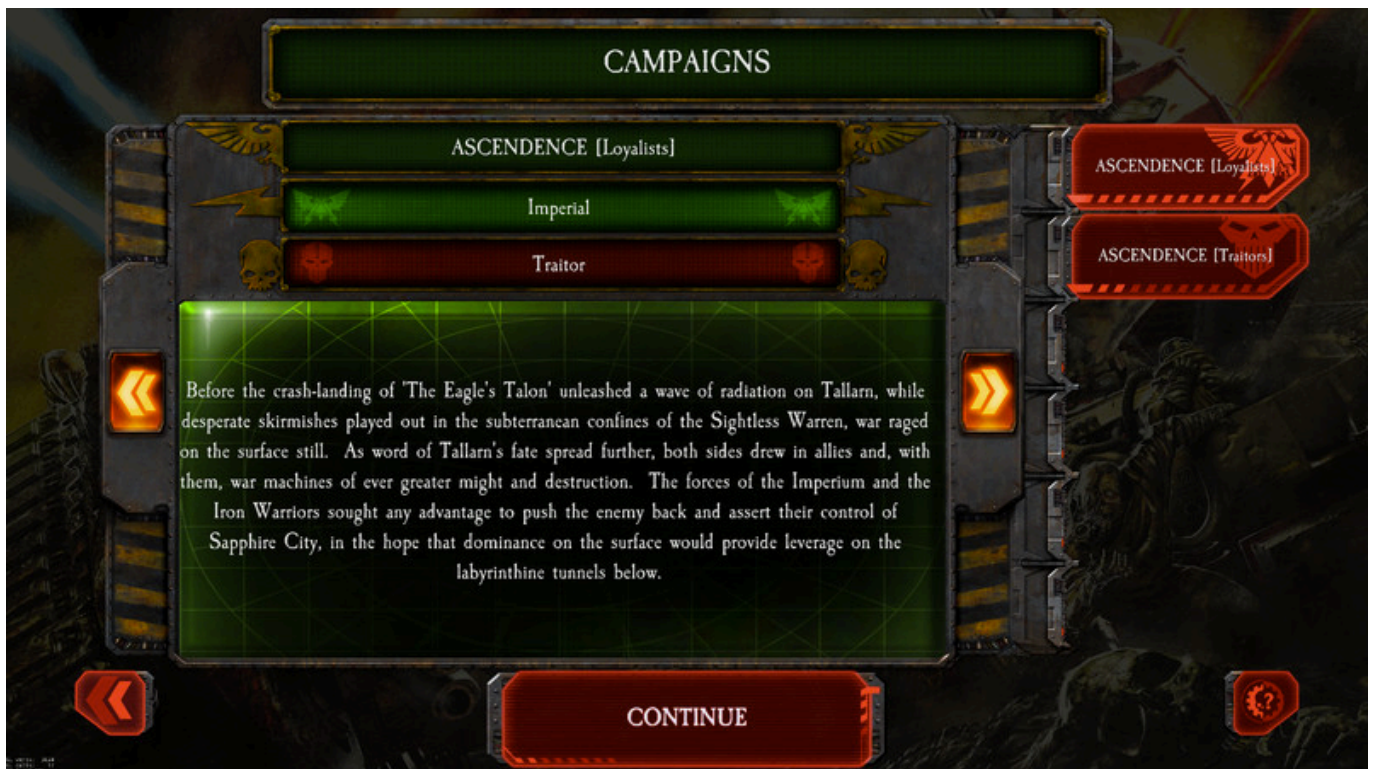 CAMPAIGNS
ASCENDENCE [Loyalists]
Imperial
Traitor
Before the crash-landing of 'The Eagle's Talon' unleashed a wave of radiation on Tallarn, while
desperate skirmishes played out in the subterranean confines of the Sightless Warren, war raged
on the surface still.  As word of Tallarn's fate spread further, both sides drew in allies and, with
them, war machines of ever greater might and destruction.  The forces of the Imperium and the
Iron Warriors sought any advantage to push the enemy back and assert their control of
Sapphire City, in the hope that dominance on the surface would provide leverage on the
labyrinthine tunnels below.
ASCENDENCE [Loyalists]
ASCENDENCE [Traitors]
CONTINUE
?